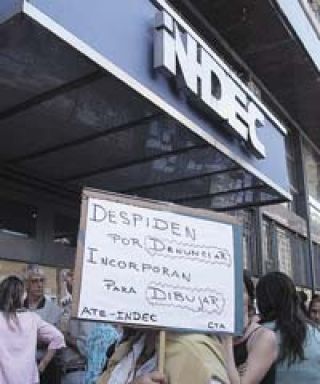 INDEC
DESPIDEN
POR DENUNCIAR
INCORPORAN
PARA DIBUJAR
ATE-INDEC CTA